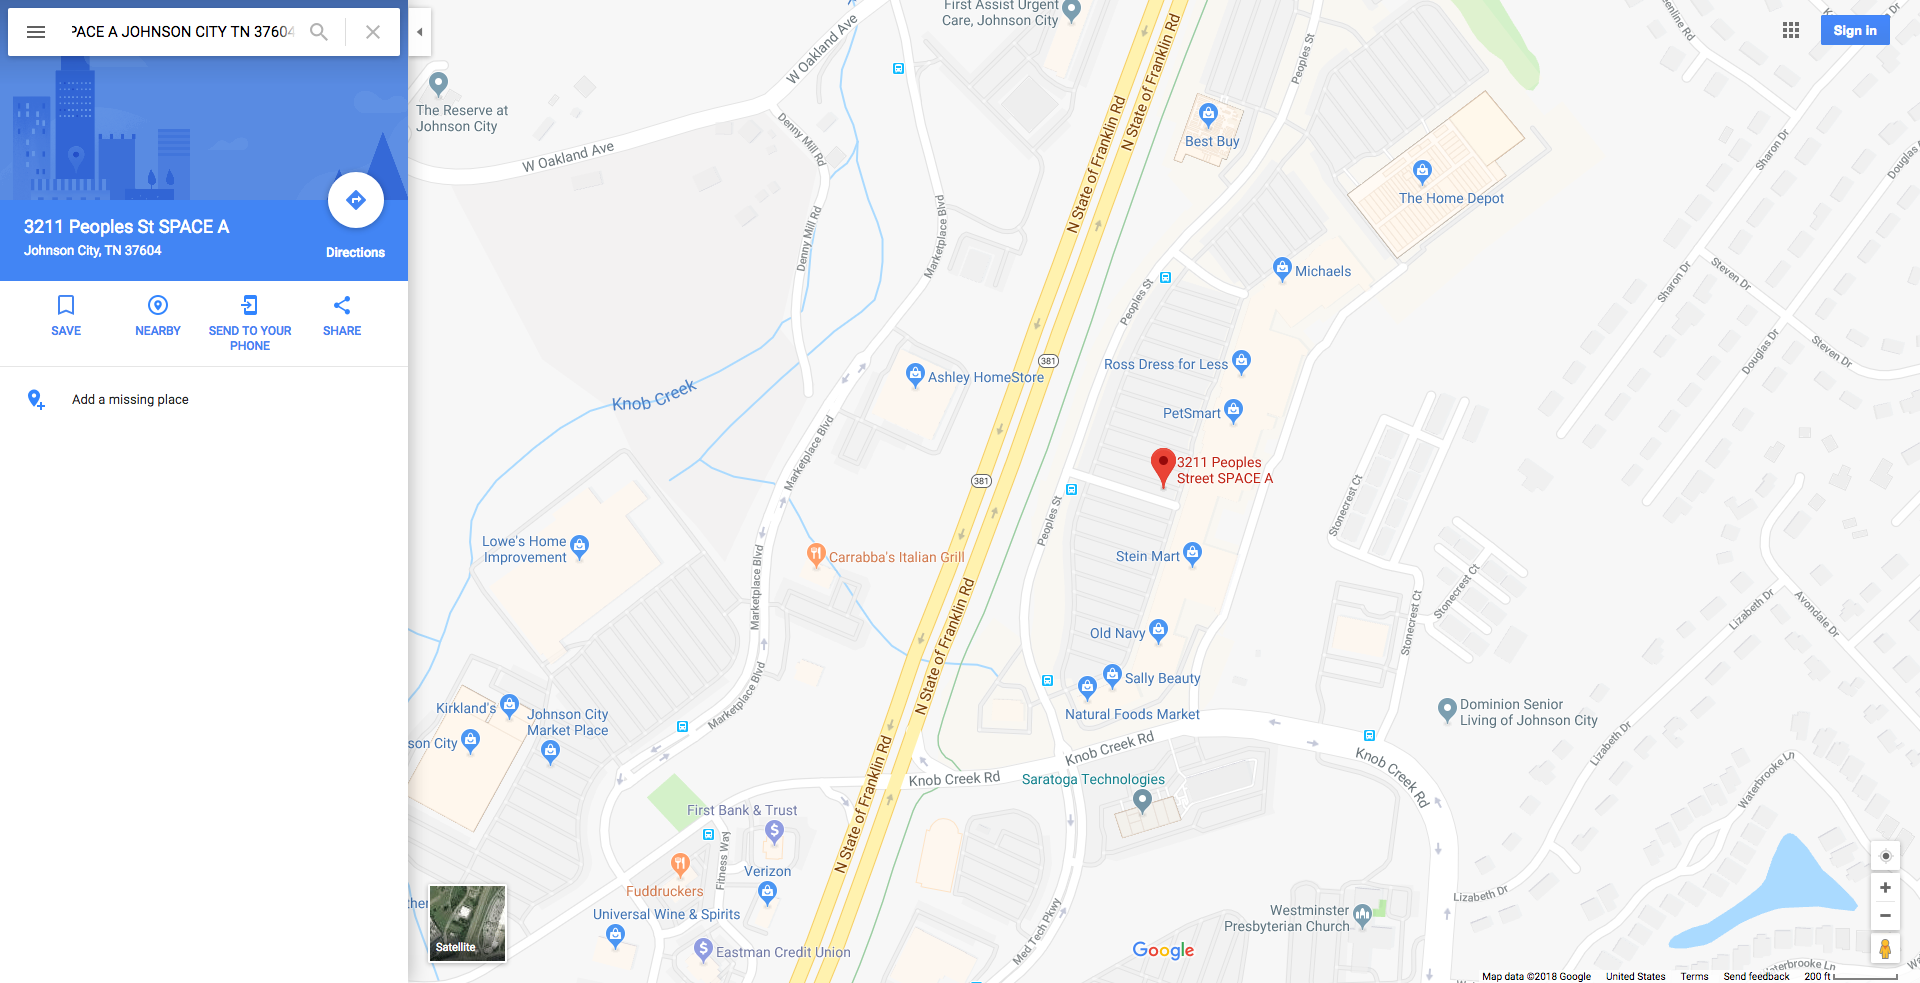 PACE A JOHNSON CITY TN 37604
3211 Peoples St SPACE A
Johnson City, TN 37604
Directions
SAVE
NEARBY
SEND TO YOUR
PHONE
SHARE
Add a missing place
Sign in
First Assist Urgent
Care, Johnson City
The Reserve at
Johnson City
W Oakland Ave
W Oakland Ave
Denny Mill Rd
Denny Mill Rd
Marketplace Blvd
N State of Franklin Rd
N State of Franklin Rd
Peoples St
Best Buy
The Home Depot
Michaels
Peoples St
Sharon Dr
Sharon Dr
Steven Dr
Steven Dr
Douglas Dr
Ross Dress for Less
381
Ashley HomeStore
Knob Creek
PetSmart
Marketplace Blvd
3211 Peoples
Street SPACE A
381
Peoples St
Stonecrest Ct
Lowe's Home
Improvement
Carrabba's Italian Grill
Stein Mart
Marketplace Blvd
Stonecrest Ct
Stonecrest Ct
Lizabeth Dr
Avondale Dr
N State of Franklin Rd
Old Navy
Sally Beauty
Natural Foods Market
Marketplace Blvd
Kirkland's
Johnson City
Market Place
son City
Dominion Senior
Living of Johnson City
Lizabeth Dr
Knob Creek Rd
Knob Creek Rd
Knob Creek Rd
Waterbrooke Ln
Saratoga Technologies
N State of Franklin Rd
First Bank & Trust
Fitness Way
Verizon
Fuddruckers
Universal Wine & Spirits
Eastman Credit Union
Med Tech Pkwy
Lizabeth Dr
Westminster
Presbyterian Church
Google
Satellite
Map data ©2018 Google
United States
Terms
Send feedback
200 ft